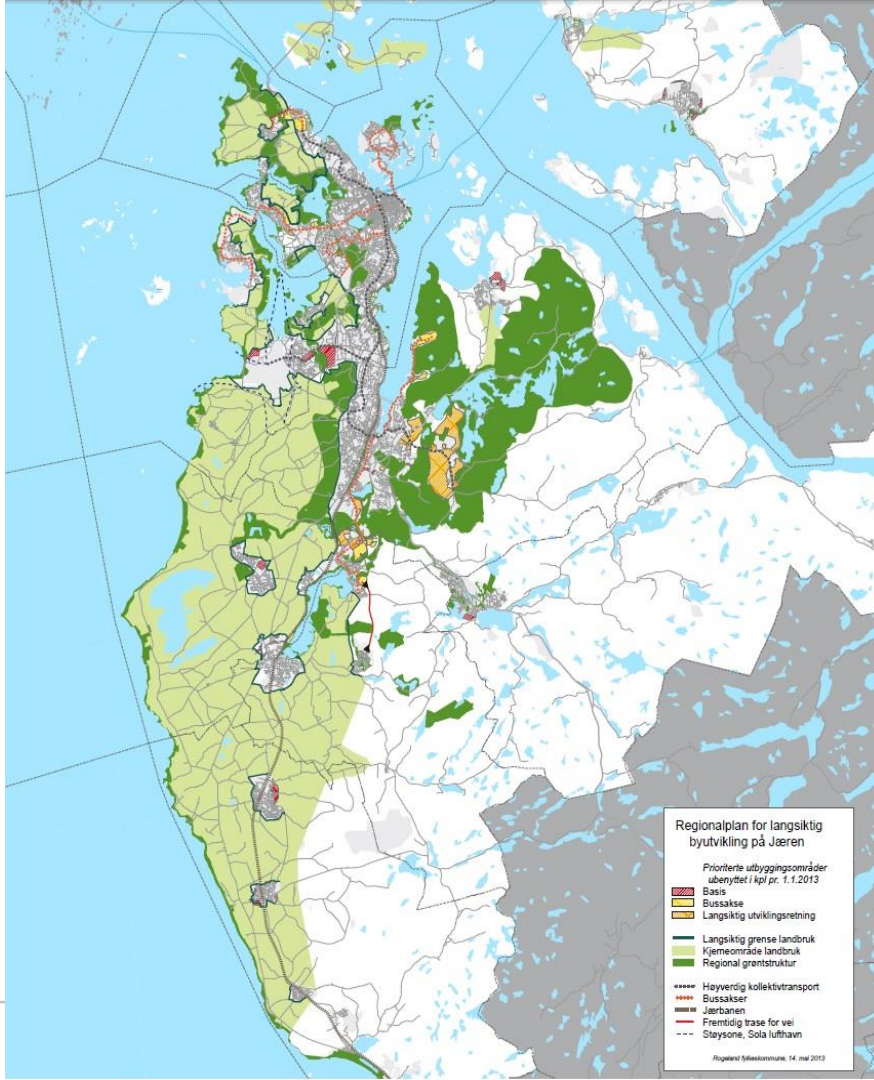 Regionalplan for langsiktig
byutvikling på Jæren
Prioriterte utbyggingsområder
ubenyttet i kpl pr. 1.1.2013
Basis
Bussakse
Langsiktig utviklingsretning
Langsiktig grense landbruk
Kjerneområde landbruk
Regional grøntstruktur
Høyverdig kollektivtransport
Bussakser
Jærbanen
Fremtidig trase for vei
Støysone, Sola lufthavn
Rogaland fylkeskommune, 14. mai 2013